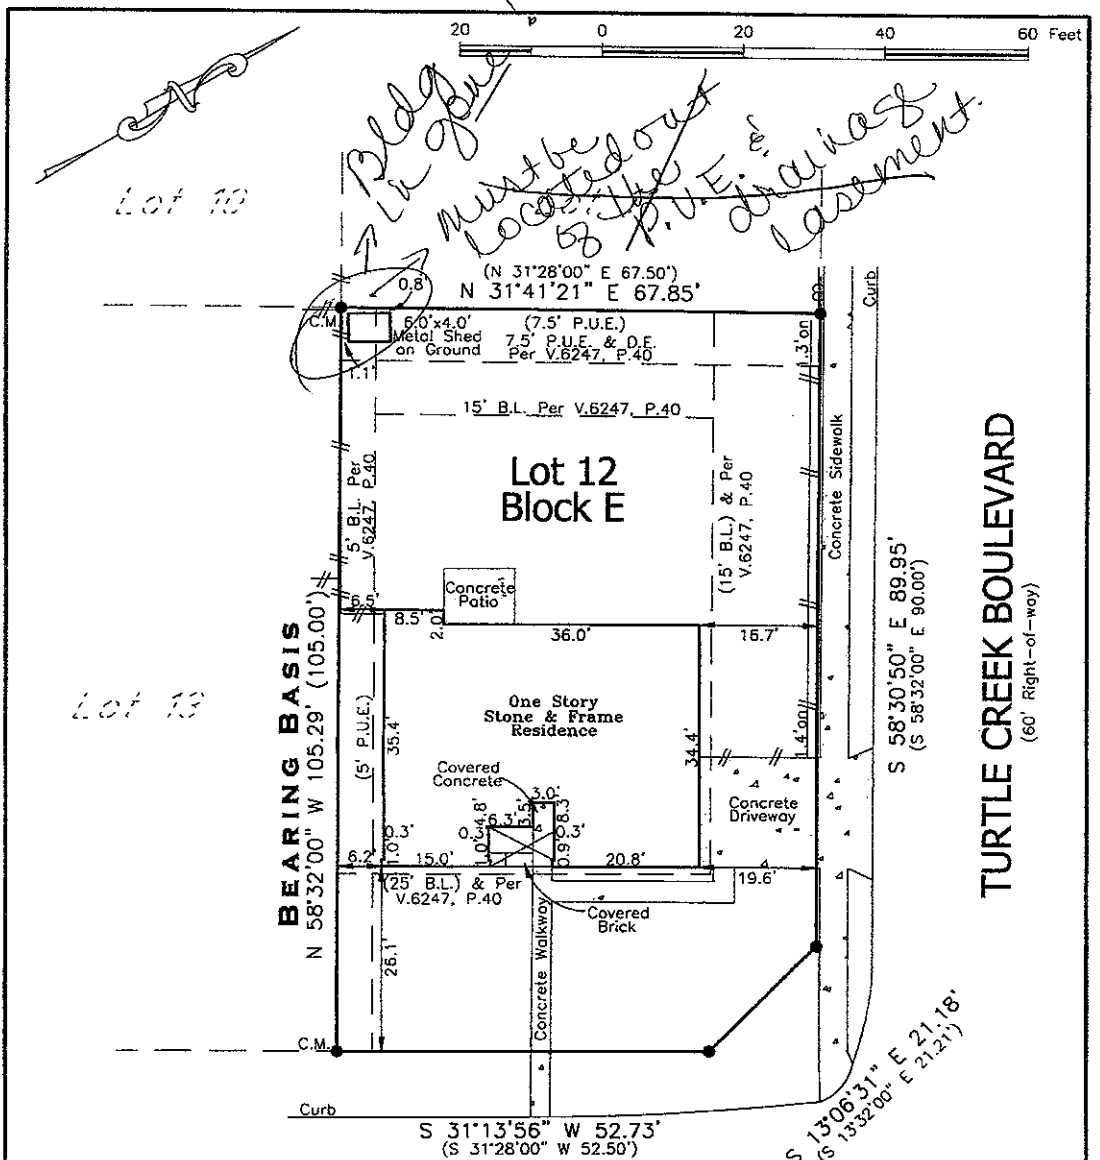 20 0 20 40 60 Feet
N
Bldg
is gone
must be
located out
of the
P.U.E. &
drainage
easement.
Lot 10
(N 31°28'00" E 67.50')
N 31°41'21" E 67.85'
0.8'
C.M.
6.0'x4.0'
Metal Shed
on Ground
(7.5' P.U.E.)
7.5' P.U.E. & D.E.
Per V.6247, P.40
1.1'
1.3'on
Curb
15' B.L. Per V.6247, P.40
Lot 12
Block E
5' B.L. Per
V.6247, P.40
(15' B.L.) & Per
V.6247, P.40
Concrete Sidewalk
TURTLE CREEK BOULEVARD
(60' Right-of-way)
S 58°30'50" E 89.95'
(S 58°32'00" E 90.00')
Concrete
Patio
6.5'
8.5'
2.0'
36.0'
16.7'
BEARING BASIS
N 58°32'00" W 105.29' (105.00')
Lot 13
(5' P.U.E.)
35.4'
One Story
Stone & Frame
Residence
34.4'
1.4'on
Covered
Concrete
3.0'
4.8'
6.3'
3.5'
8.3'
0.3'
0.3'
0.3'
1.0'
1.0'
0.9'
Concrete
Driveway
6.2'
15.0'
20.8'
19.6'
(25' B.L.) & Per
V.6247, P.40
Covered
Brick
26.1'
Concrete Walkway
C.M.
Curb
S 31°13'56" W 52.73'
(S 31°28'00" W 52.50')
S 13°06'31" E 21.18'
(S 13°32'00" E 21.21')